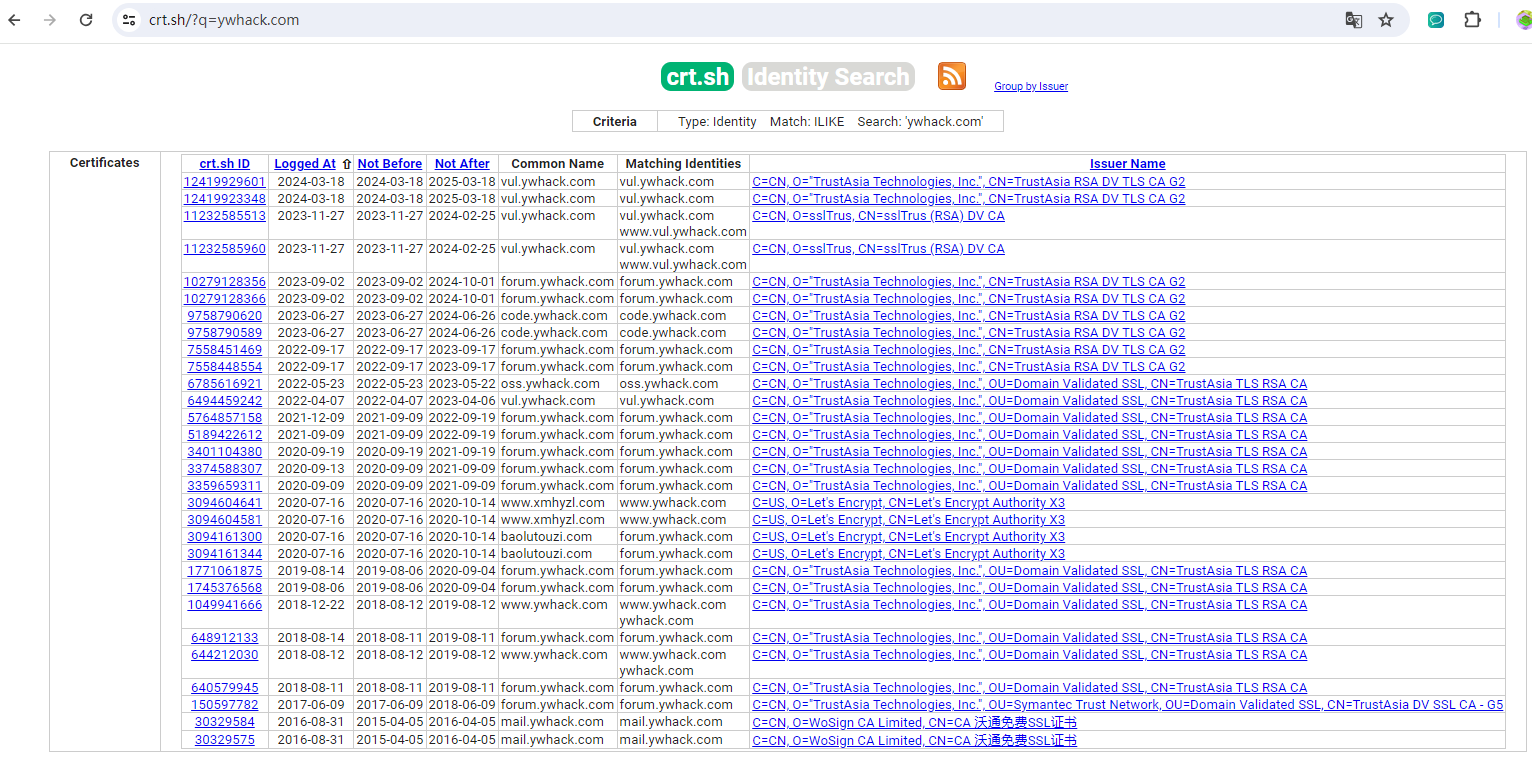 crt.sh/?q=ywhack.com
crt.sh Identity Search Group by Issuer
Criteria Type: Identity Match: ILIKE Search: 'ywhack.com'
Certificates crt.sh ID Logged At ⇧ Not Before Not After Common Name Matching Identities Issuer Name
12419929601 2024-03-18 2024-03-18 2025-03-18 vul.ywhack.com vul.ywhack.com C=CN, O="TrustAsia Technologies, Inc.", CN=TrustAsia RSA DV TLS CA G2
12419923348 2024-03-18 2024-03-18 2025-03-18 vul.ywhack.com vul.ywhack.com C=CN, O="TrustAsia Technologies, Inc.", CN=TrustAsia RSA DV TLS CA G2
11232585513 2023-11-27 2023-11-27 2024-02-25 vul.ywhack.com vul.ywhack.com C=CN, O=sslTrus, CN=sslTrus (RSA) DV CA
www.vul.ywhack.com
11232585960 2023-11-27 2023-11-27 2024-02-25 vul.ywhack.com vul.ywhack.com C=CN, O=sslTrus, CN=sslTrus (RSA) DV CA
www.vul.ywhack.com
10279128356 2023-09-02 2023-09-02 2024-10-01 forum.ywhack.com forum.ywhack.com C=CN, O="TrustAsia Technologies, Inc.", CN=TrustAsia RSA DV TLS CA G2
10279128366 2023-09-02 2023-09-02 2024-10-01 forum.ywhack.com forum.ywhack.com C=CN, O="TrustAsia Technologies, Inc.", CN=TrustAsia RSA DV TLS CA G2
9758790620 2023-06-27 2023-06-27 2024-06-26 code.ywhack.com code.ywhack.com C=CN, O="TrustAsia Technologies, Inc.", CN=TrustAsia RSA DV TLS CA G2
9758790589 2023-06-27 2023-06-27 2024-06-26 code.ywhack.com code.ywhack.com C=CN, O="TrustAsia Technologies, Inc.", CN=TrustAsia RSA DV TLS CA G2
7558451469 2022-09-17 2022-09-17 2023-09-17 forum.ywhack.com forum.ywhack.com C=CN, O="TrustAsia Technologies, Inc.", CN=TrustAsia RSA DV TLS CA G2
7558448554 2022-09-17 2022-09-17 2023-09-17 forum.ywhack.com forum.ywhack.com C=CN, O="TrustAsia Technologies, Inc.", CN=TrustAsia RSA DV TLS CA G2
6785616921 2022-05-23 2022-05-23 2023-05-22 oss.ywhack.com oss.ywhack.com C=CN, O="TrustAsia Technologies, Inc.", OU=Domain Validated SSL, CN=TrustAsia TLS RSA CA
6494459242 2022-04-07 2022-04-07 2023-04-06 vul.ywhack.com vul.ywhack.com C=CN, O="TrustAsia Technologies, Inc.", OU=Domain Validated SSL, CN=TrustAsia TLS RSA CA
5764857158 2021-12-09 2021-09-09 2022-09-19 forum.ywhack.com forum.ywhack.com C=CN, O="TrustAsia Technologies, Inc.", OU=Domain Validated SSL, CN=TrustAsia TLS RSA CA
5189422612 2021-09-09 2021-09-09 2022-09-19 forum.ywhack.com forum.ywhack.com C=CN, O="TrustAsia Technologies, Inc.", OU=Domain Validated SSL, CN=TrustAsia TLS RSA CA
3401104380 2020-09-19 2020-09-19 2021-09-19 forum.ywhack.com forum.ywhack.com C=CN, O="TrustAsia Technologies, Inc.", OU=Domain Validated SSL, CN=TrustAsia TLS RSA CA
3374588307 2020-09-13 2020-09-09 2021-09-09 forum.ywhack.com forum.ywhack.com C=CN, O="TrustAsia Technologies, Inc.", OU=Domain Validated SSL, CN=TrustAsia TLS RSA CA
3359659311 2020-09-09 2020-09-09 2021-09-09 forum.ywhack.com forum.ywhack.com C=CN, O="TrustAsia Technologies, Inc.", OU=Domain Validated SSL, CN=TrustAsia TLS RSA CA
3094604641 2020-07-16 2020-07-16 2020-10-14 www.xmhyzl.com www.ywhack.com C=US, O=Let's Encrypt, CN=Let's Encrypt Authority X3
3094604581 2020-07-16 2020-07-16 2020-10-14 www.xmhyzl.com www.ywhack.com C=US, O=Let's Encrypt, CN=Let's Encrypt Authority X3
3094161300 2020-07-16 2020-07-16 2020-10-14 baolutouzi.com forum.ywhack.com C=US, O=Let's Encrypt, CN=Let's Encrypt Authority X3
3094161344 2020-07-16 2020-07-16 2020-10-14 baolutouzi.com forum.ywhack.com C=US, O=Let's Encrypt, CN=Let's Encrypt Authority X3
1771061875 2019-08-14 2019-08-06 2020-09-04 forum.ywhack.com forum.ywhack.com C=CN, O="TrustAsia Technologies, Inc.", OU=Domain Validated SSL, CN=TrustAsia TLS RSA CA
1745376568 2019-08-06 2019-08-06 2020-09-04 forum.ywhack.com forum.ywhack.com C=CN, O="TrustAsia Technologies, Inc.", OU=Domain Validated SSL, CN=TrustAsia TLS RSA CA
1049941666 2018-12-22 2018-08-12 2019-08-12 www.ywhack.com www.ywhack.com C=CN, O="TrustAsia Technologies, Inc.", OU=Domain Validated SSL, CN=TrustAsia TLS RSA CA
ywhack.com
648912133 2018-08-14 2018-08-11 2019-08-11 forum.ywhack.com forum.ywhack.com C=CN, O="TrustAsia Technologies, Inc.", OU=Domain Validated SSL, CN=TrustAsia TLS RSA CA
644212030 2018-08-12 2018-08-12 2019-08-12 www.ywhack.com www.ywhack.com C=CN, O="TrustAsia Technologies, Inc.", OU=Domain Validated SSL, CN=TrustAsia TLS RSA CA
ywhack.com
640579945 2018-08-11 2018-08-11 2019-08-11 forum.ywhack.com forum.ywhack.com C=CN, O="TrustAsia Technologies, Inc.", OU=Domain Validated SSL, CN=TrustAsia TLS RSA CA
150597782 2017-06-09 2017-06-09 2018-06-09 forum.ywhack.com forum.ywhack.com C=CN, O="TrustAsia Technologies, Inc.", OU=Symantec Trust Network, OU=Domain Validated SSL, CN=TrustAsia DV SSL CA - G5
30329584 2016-08-31 2015-04-05 2016-04-05 mail.ywhack.com mail.ywhack.com C=CN, O=WoSign CA Limited, CN=CA 沃通免费SSL证书
30329575 2016-08-31 2015-04-05 2016-04-05 mail.ywhack.com mail.ywhack.com C=CN, O=WoSign CA Limited, CN=CA 沃通免费SSL证书